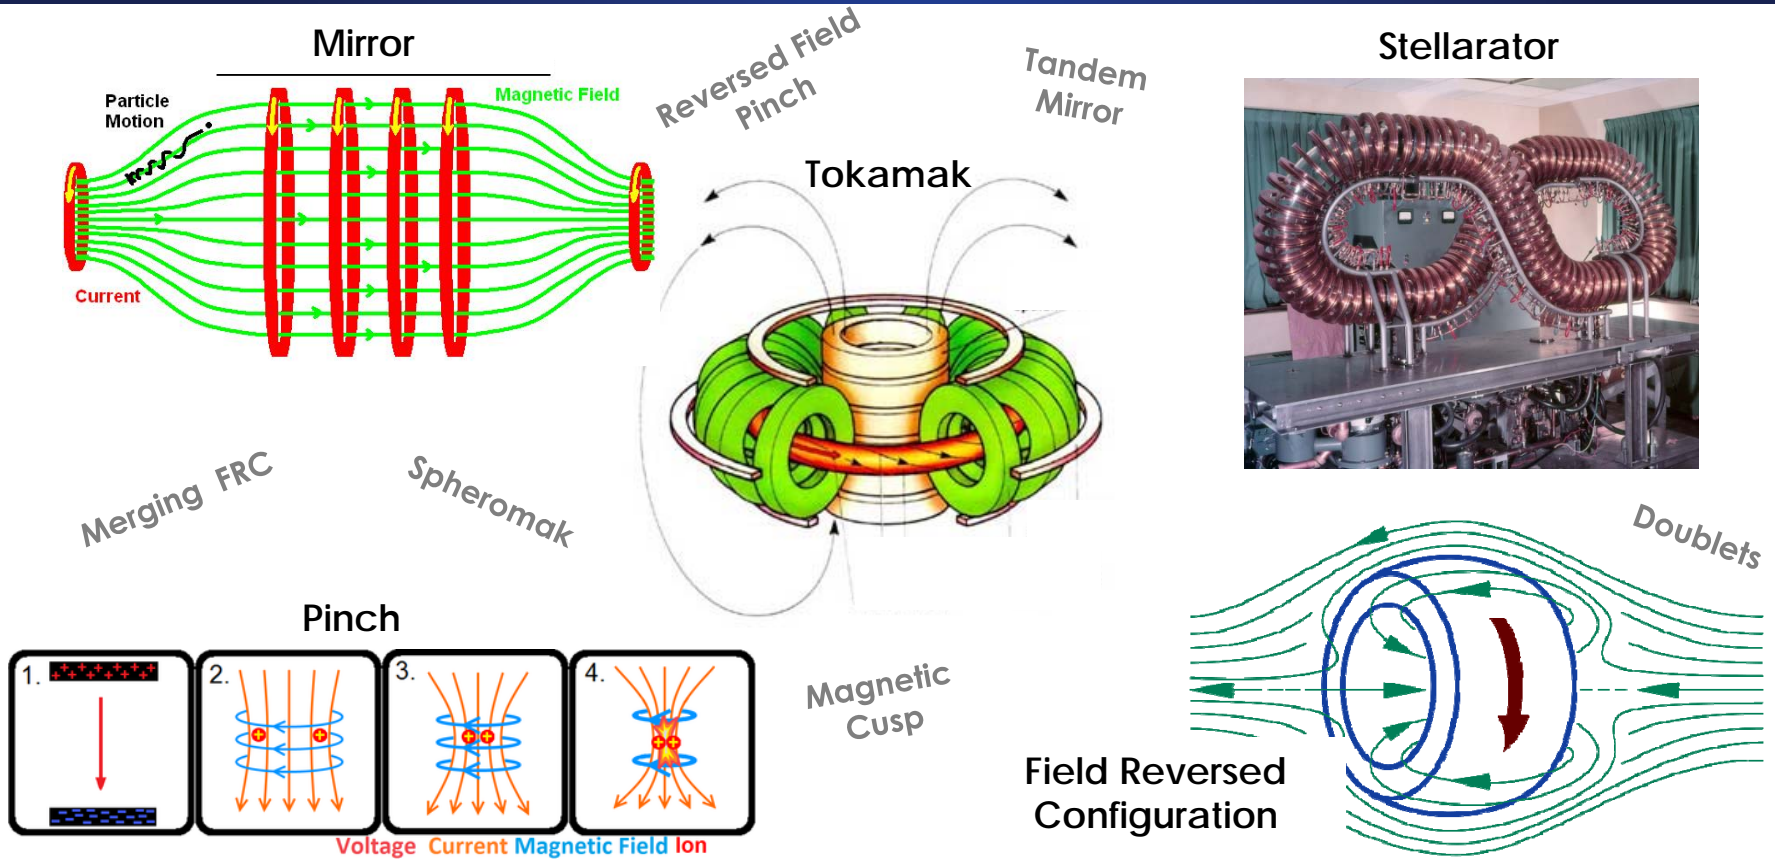 Mirror
Particle
Motion
Magnetic Field
Current
Reversed Field
Pinch
Tandem
Mirror
Stellarator
Tokamak
Merging FRC
Spheromak
Doublets
Pinch
1.
2.
3.
4.
Voltage Current Magnetic Field Ion
Magnetic
Cusp
Field Reversed
Configuration